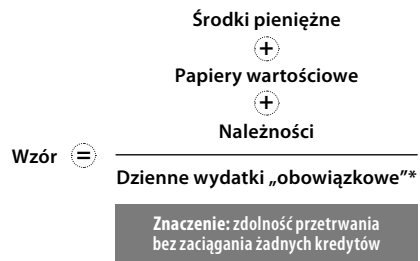 Środki pieniężne
+
Papiery wartościowe
+
Należności
Wzór =
Dzienne wydatki „obowiązkowe”*
Znaczenie: zdolność przetrwania
bez zaciągania żadnych kredytów